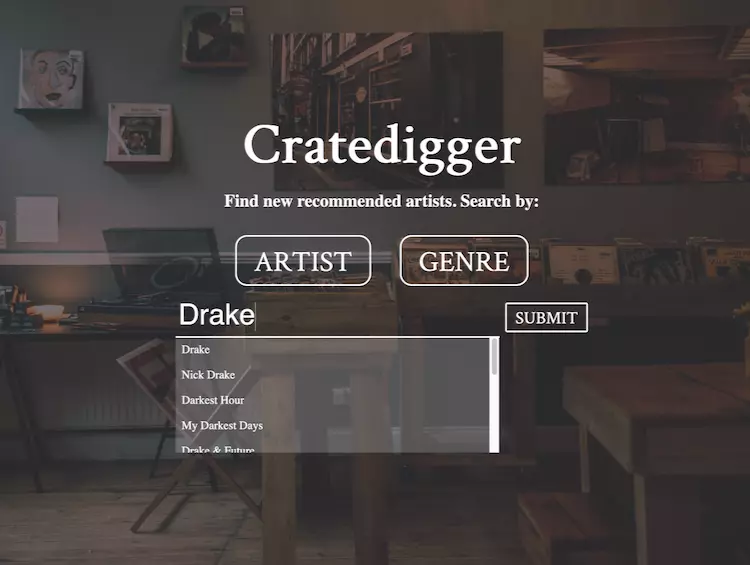 Cratedigger
Find new recommended artists. Search by:
ARTIST GENRE
Drake SUBMIT
Drake
Nick Drake
Darkest Hour
My Darkest Days
Drake & Future